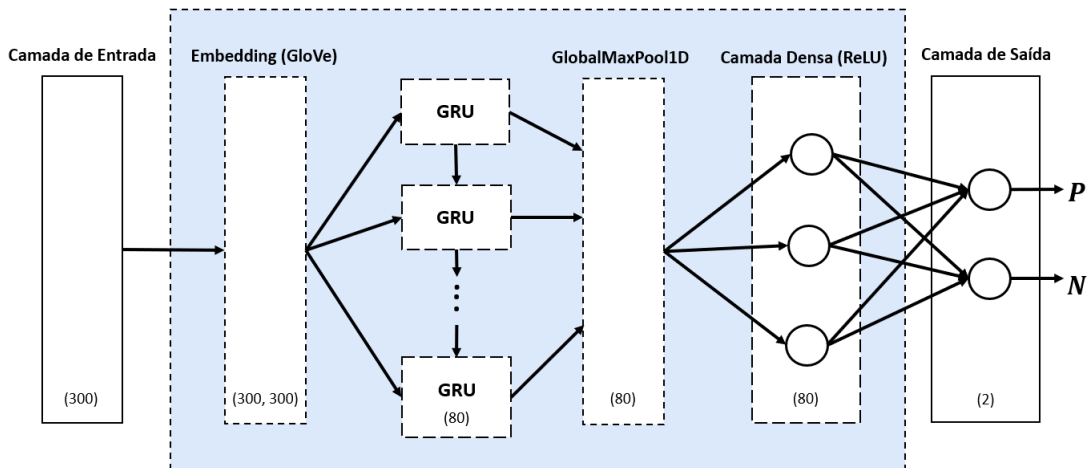 Camada de Entrada
Embedding (GloVe)
GlobalMaxPool1D
Camada Densa (ReLU)
Camada de Saída
GRU
GRU
GRU
P
N
(300)
(300, 300)
(80)
(80)
(80)
(2)